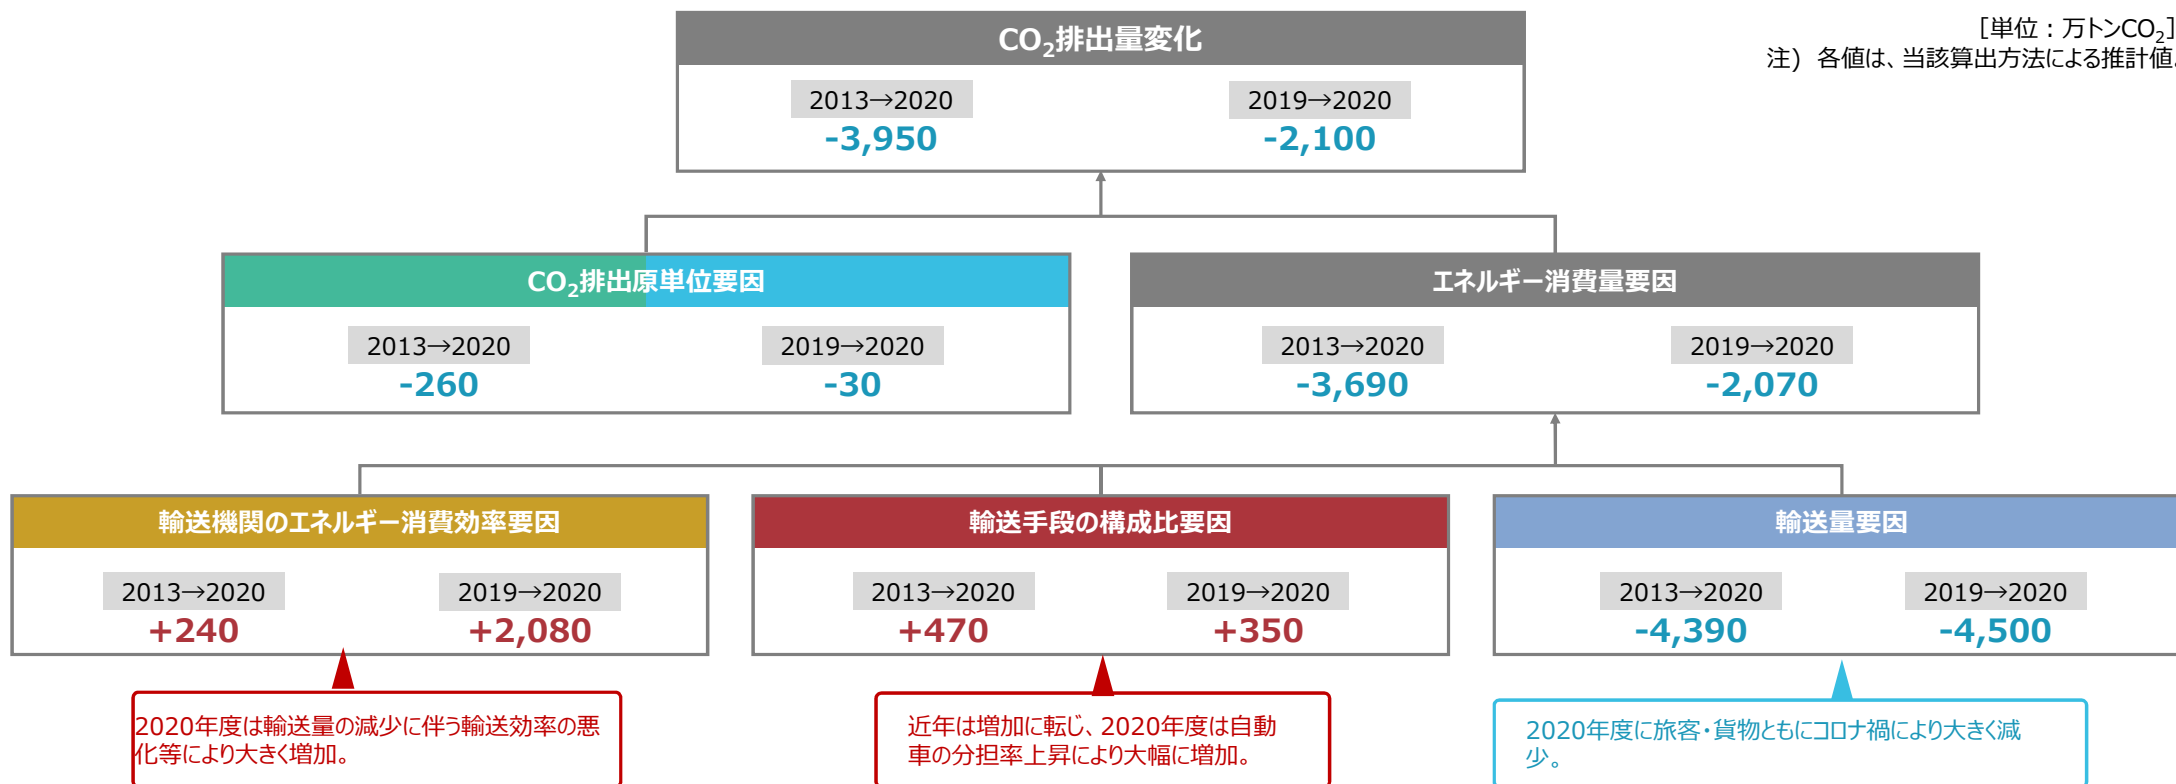 CO₂排出量変化
[単位：万トンCO₂]
注) 各値は、当該算出方法による推計値。
2013→2020
2019→2020
-3,950
-2,100
CO₂排出原単位要因
エネルギー消費量要因
2013→2020
2019→2020
2013→2020
2019→2020
-260
-30
-3,690
-2,070
輸送機関のエネルギー消費効率要因
輸送手段の構成比要因
輸送量要因
2013→2020
2019→2020
2013→2020
2019→2020
2013→2020
2019→2020
+240
+2,080
+470
+350
-4,390
-4,500
2020年度は輸送量の減少に伴う輸送効率の悪
化等により大きく増加。
近年は増加に転じ、2020年度は自動
車の分担率上昇により大幅に増加。
2020年度に旅客・貨物ともにコロナ禍により大きく減
少。